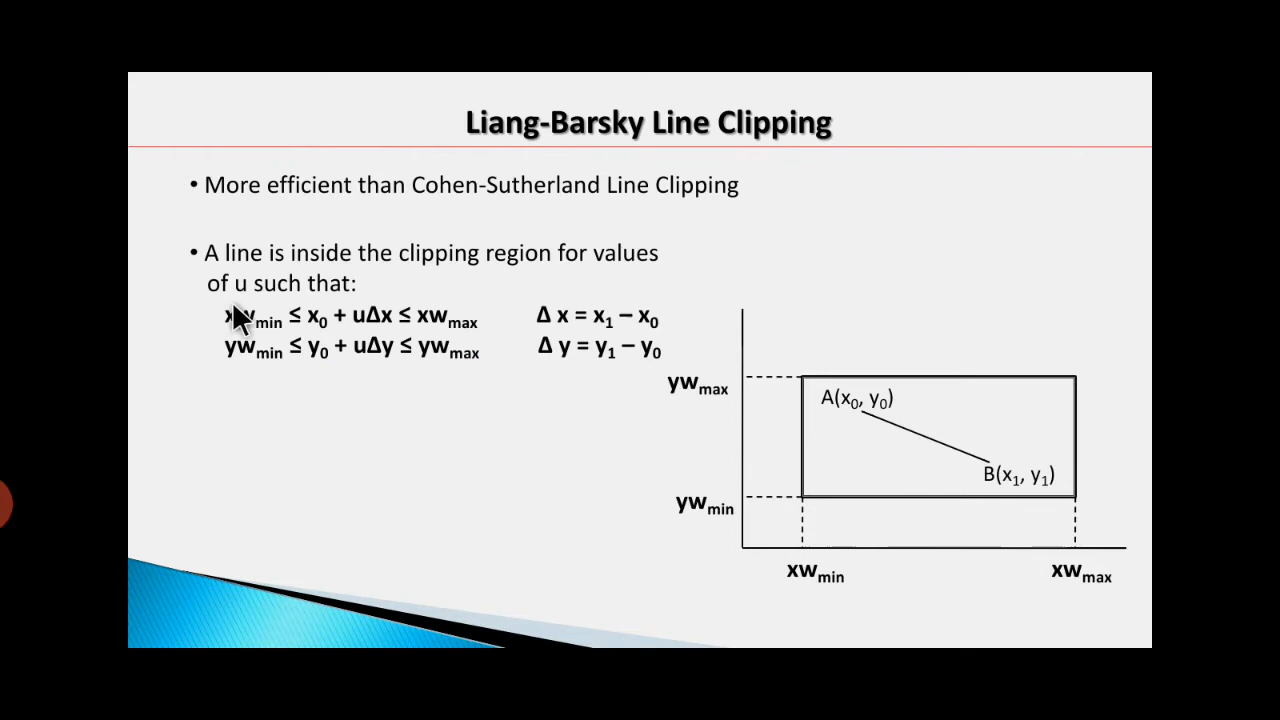 Liang-Barsky Line Clipping
• More efficient than Cohen-Sutherland Line Clipping
• A line is inside the clipping region for values
of u such that:
xwmin ≤ x0 + uΔx ≤ xwmax Δ x = x1 – x0
ywmin ≤ y0 + uΔy ≤ ywmax Δ y = y1 – y0
ywmax
A(x0, y0)
B(x1, y1)
ywmin
xwmin xwmax